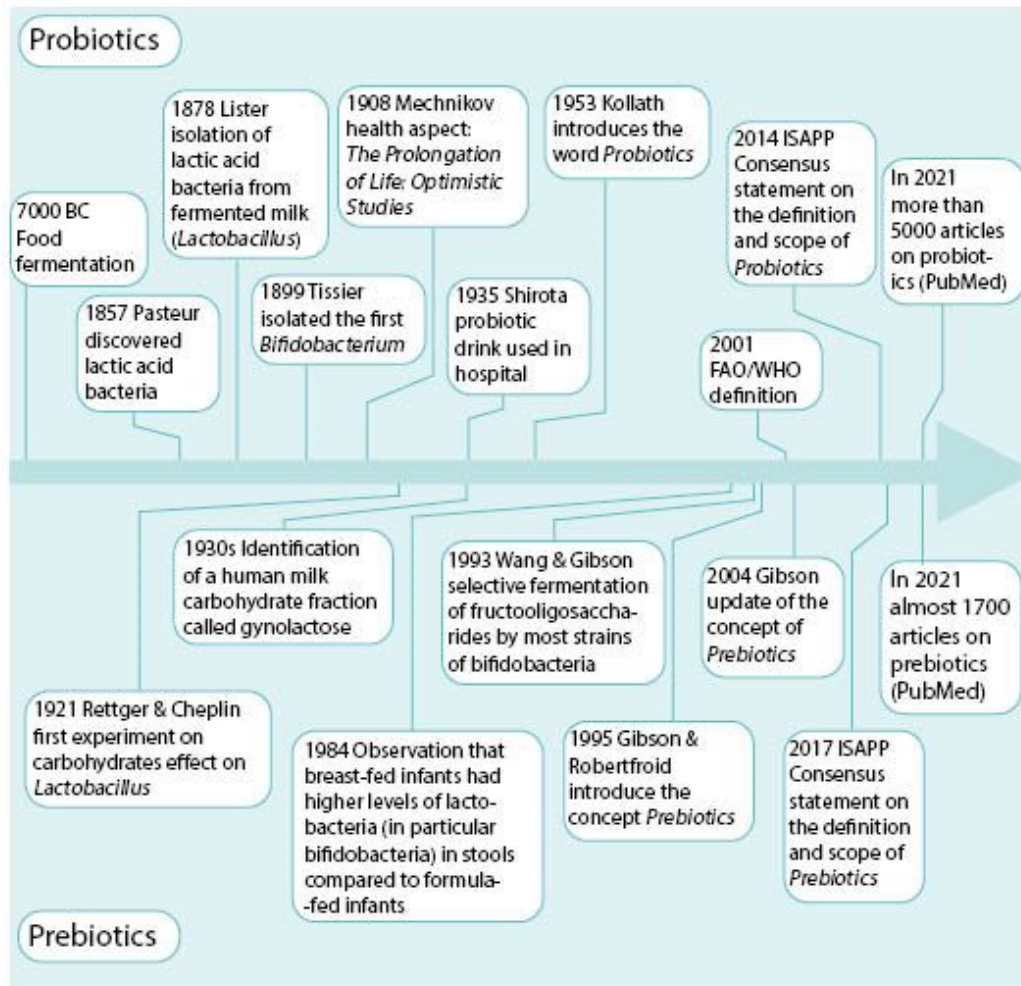 Probiotics
7000 BC
Food
fermentation
1857 Pasteur
discovered
lactic acid
bacteria
1878 Lister
isolation of
lactic acid
bacteria from
fermented milk
(Lactobacillus)
1899 Tissier
isolated the first
Bifidobacterium
1908 Mechnikov
health aspect:
The Prolongation
of Life: Optimistic
Studies
1935 Shirota
probiotic
drink used in
hospital
1953 Kollath
introduces the
word Probiotics
2001
FAO/WHO
definition
2014 ISAPP
Consensus
statement on
the definition
and scope of
Probiotics
In 2021
more than
5000 articles
on probiot-
ics (PubMed)
1921 Rettger & Cheplin
first experiment on
carbohydrates effect on
Lactobacillus
1930s Identification
of a human milk
carbohydrate fraction
called gynolactose
1984 Observation that
breast-fed infants had
higher levels of lacto-
bacteria (in particular
bifidobacteria) in stools
compared to formula-
-fed infants
1993 Wang & Gibson
selective fermentation
of fructooligosaccha-
rides by most strains
of bifidobacteria
1995 Gibson &
Robertfroid
introduce the
concept Prebiotics
2004 Gibson
update of the
concept of
Prebiotics
2017 ISAPP
Consensus
statement on
the definition
and scope of
Prebiotics
In 2021
almost 1700
articles on
prebiotics
(PubMed)
Prebiotics